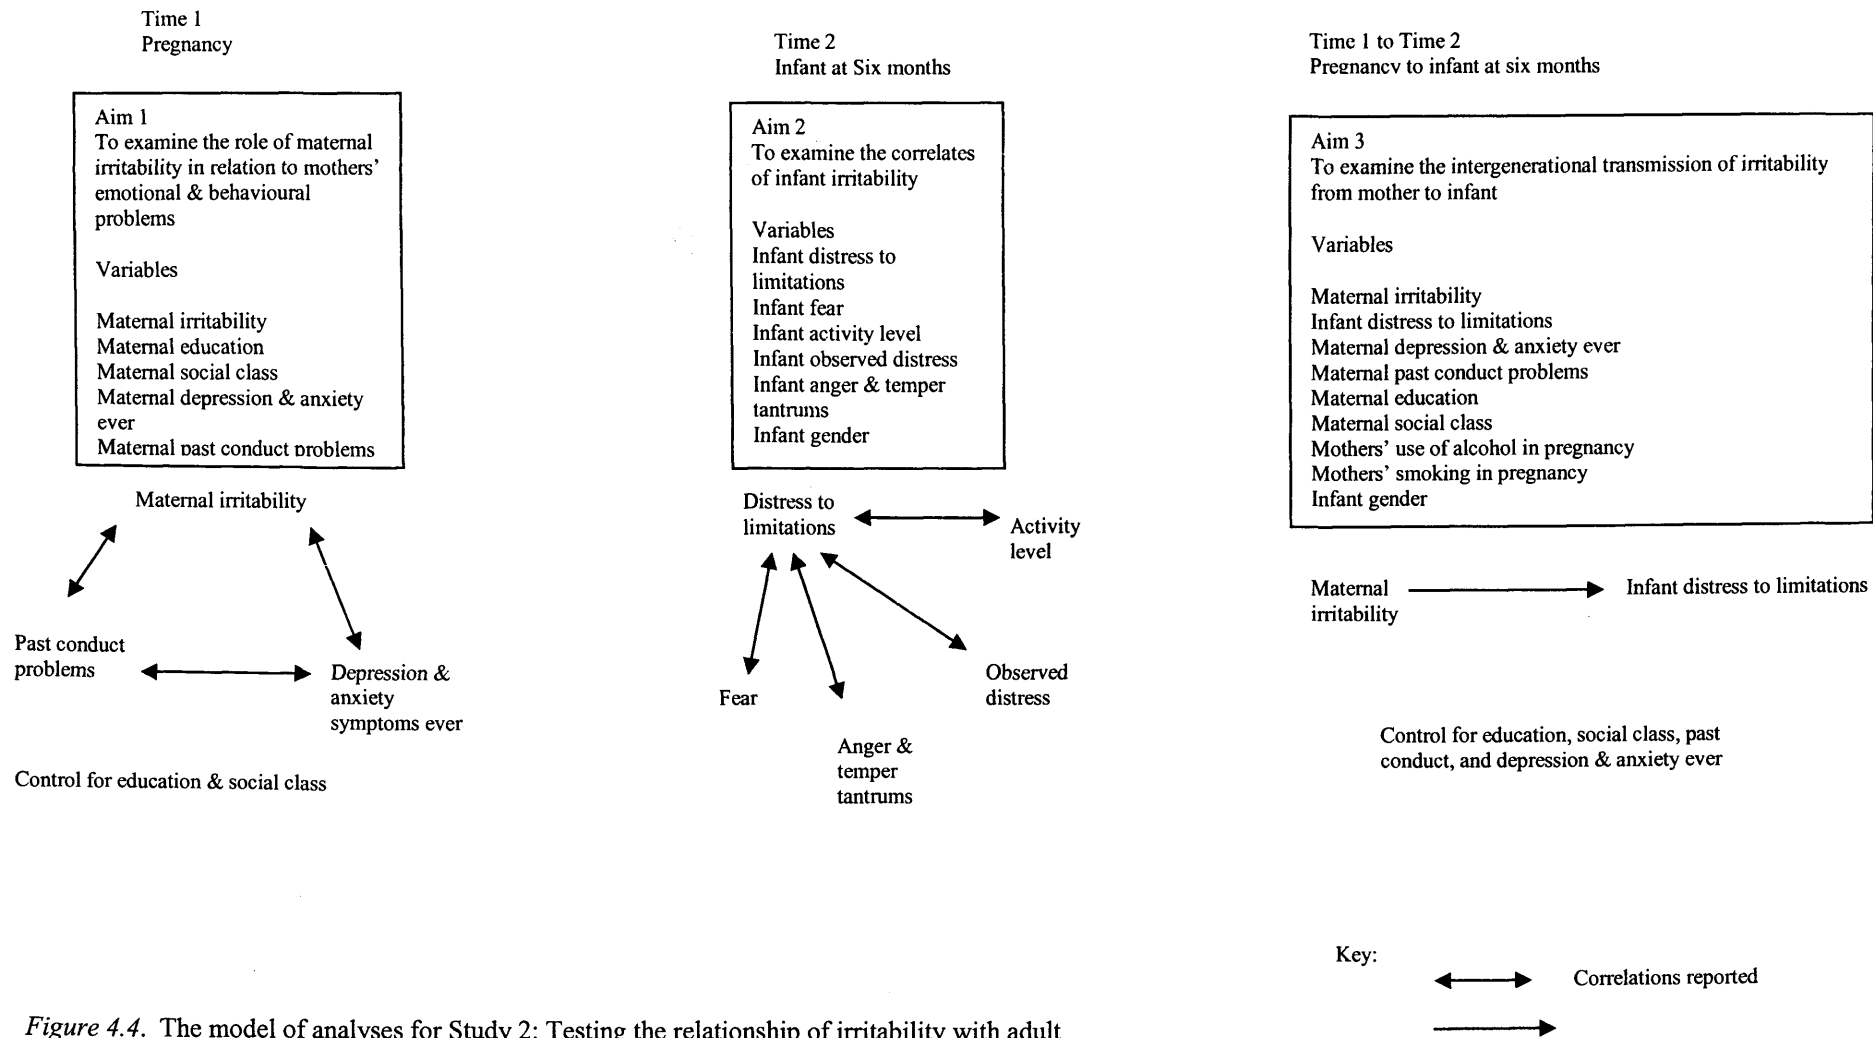 Time 1
Pregnancy
Aim 1
To examine the role of maternal
irritability in relation to mothers'
emotional & behavioural
problems
Variables
Maternal irritability
Maternal education
Maternal social class
Maternal depression & anxiety
ever
Maternal past conduct problems
Maternal irritability
Past conduct
problems
Depression &
anxiety
symptoms ever
Control for education & social class
Time 2
Infant at Six months
Aim 2
To examine the correlates
of infant irritability
Variables
Infant distress to
limitations
Infant fear
Infant activity level
Infant observed distress
Infant anger & temper
tantrums
Infant gender
Distress to
limitations
Activity
level
Fear
Observed
distress
Anger &
temper
tantrums
Time 1 to Time 2
Pregnancy to infant at six months
Aim 3
To examine the intergenerational transmission of irritability
from mother to infant
Variables
Maternal irritability
Infant distress to limitations
Maternal depression & anxiety ever
Maternal past conduct problems
Maternal education
Maternal social class
Mothers' use of alcohol in pregnancy
Mothers' smoking in pregnancy
Infant gender
Maternal
irritability
Infant distress to limitations
Control for education, social class, past
conduct, and depression & anxiety ever
Key:
Correlations reported
Figure 4.4. The model of analyses for Study 2: Testing the relationship of irritability with adult